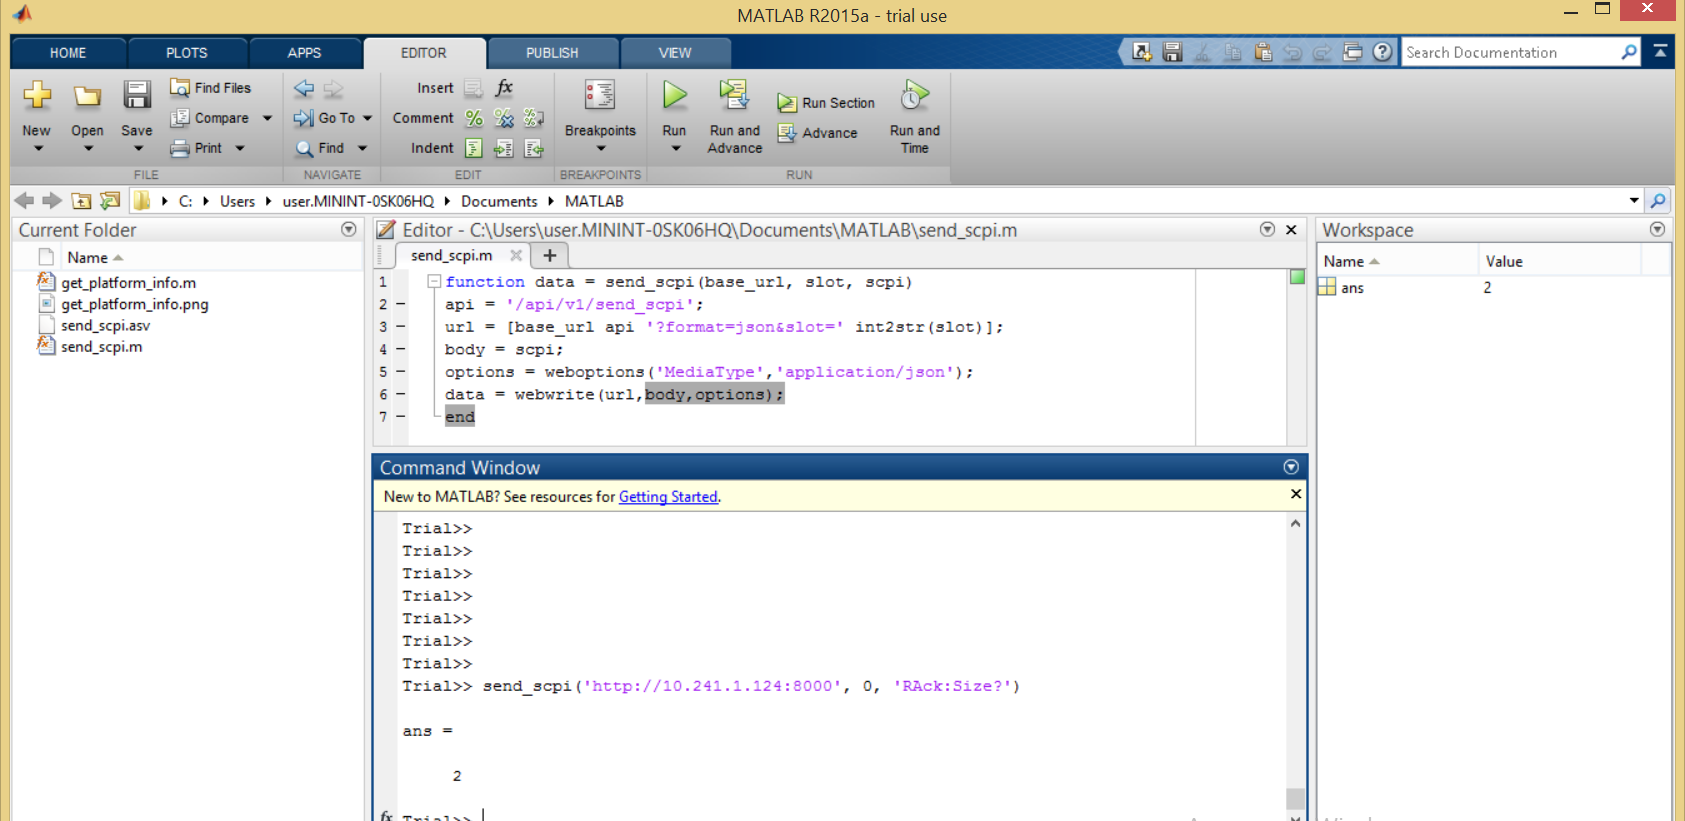 MATLAB R2015a - trial use
HOME PLOTS APPS EDITOR PUBLISH VIEW
Search Documentation
New
Open
Save
Find Files
Compare
Print
FILE
Go To
Find
NAVIGATE
Insert
Comment
Indent
EDIT
Breakpoints
BREAKPOINTS
Run
Run and Advance
Run Section
Advance
Run and Time
RUN
C: Users user.MININT-0SK06HQ Documents MATLAB
Current Folder
Name
get_platform_info.m
get_platform_info.png
send_scpi.asv
send_scpi.m
Editor - C:\Users\user.MININT-0SK06HQ\Documents\MATLAB\send_scpi.m
send_scpi.m
1 function data = send_scpi(base_url, slot, scpi)
2 – api = '/api/v1/send_scpi';
3 – url = [base_url api '?format=json&slot=' int2str(slot)];
4 – body = scpi;
5 – options = weboptions('MediaType','application/json');
6 – data = webwrite(url,body,options);
7 – end
Command Window
New to MATLAB? See resources for Getting Started.
Trial>>
Trial>>
Trial>>
Trial>>
Trial>>
Trial>>
Trial>>
Trial>> send_scpi('http://10.241.1.124:8000', 0, 'RAck:Size?')
ans =
2
fx Trial>>
Workspace
Name Value
ans 2